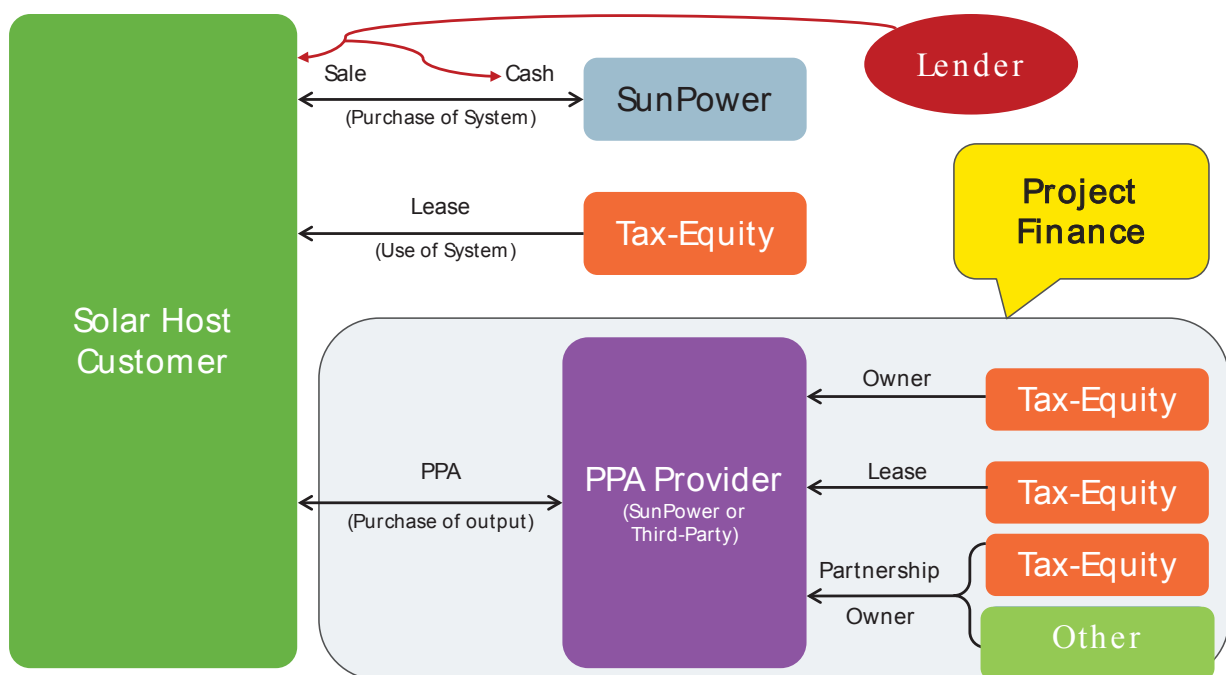 Lender
Sale
Cash
SunPower
(Purchase of System)
Project
Finance
Lease
Tax-Equity
(Use of System)
Solar Host
Customer
Owner
Tax-Equity
PPA
PPA Provider
Lease
Tax-Equity
(Purchase of output)
(SunPower or
Third-Party)
Partnership
Tax-Equity
Owner
Other